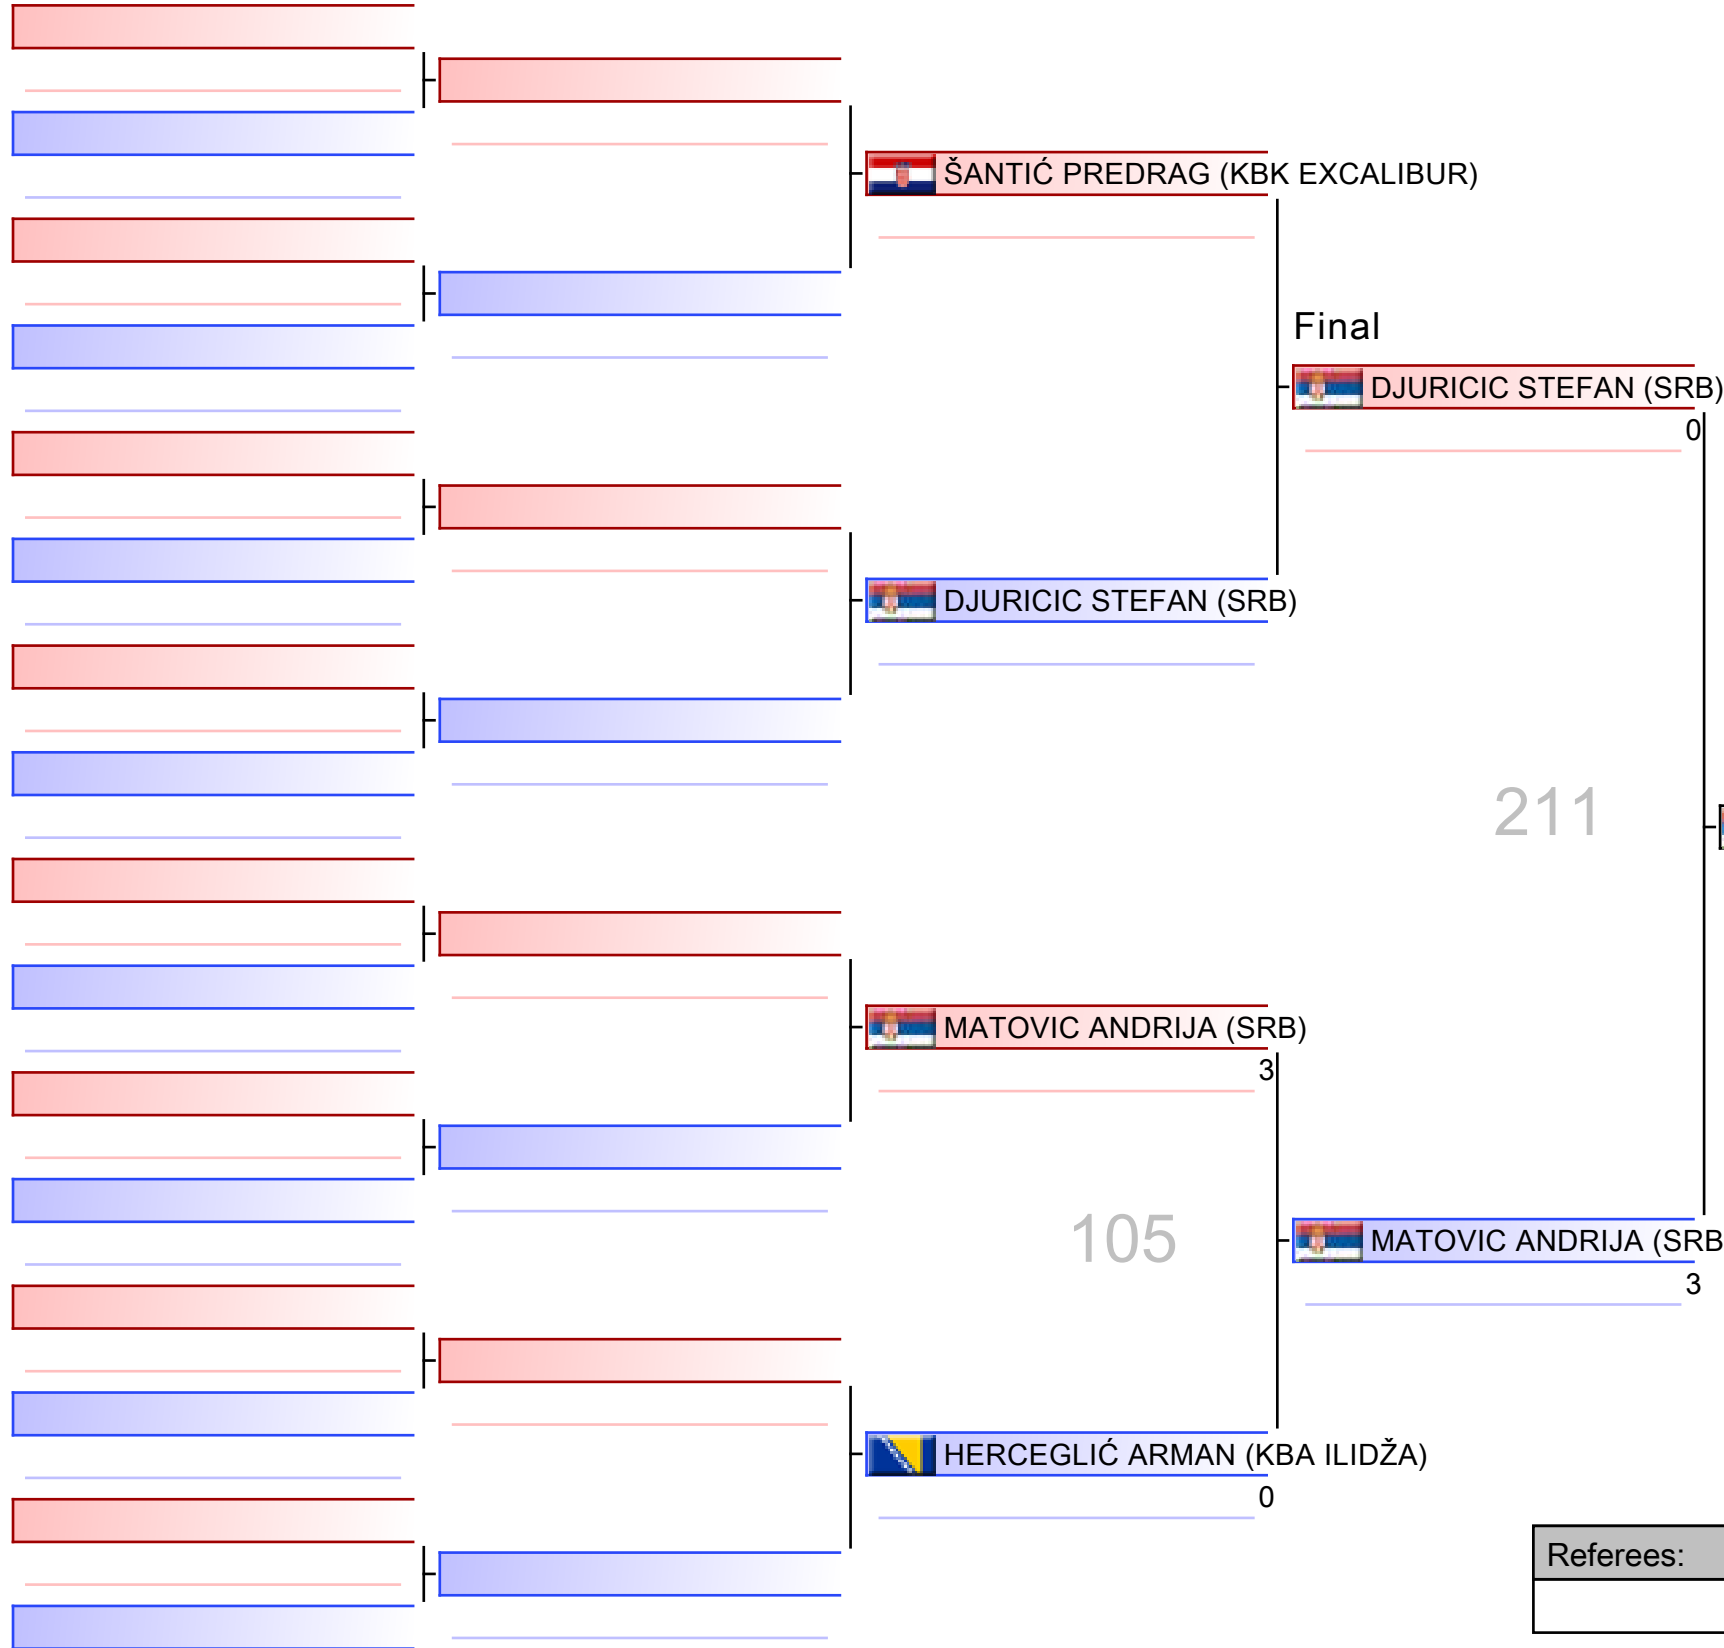 ŠANTIĆ PREDRAG (KBK EXCALIBUR)
Final
DJURICIC STEFAN (SRB)
0
DJURICIC STEFAN (SRB)
211
MATOVIC ANDRIJA (SRB)
3
105
MATOVIC ANDRIJA (SRB
3
HERCEGLIĆ ARMAN (KBA ILIDŽA)
0
Referees: